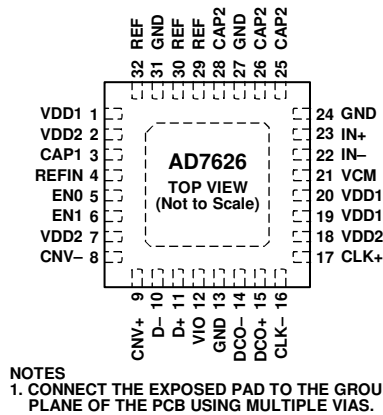 32 REF
31 GND
30 REF
29 REF
28 CAP2
27 GND
26 CAP2
25 CAP2
VDD1 1
VDD2 2
CAP1 3
REFIN 4
EN0 5
EN1 6
VDD2 7
CNV– 8
AD7626
TOP VIEW
(Not to Scale)
24 GND
23 IN+
22 IN–
21 VCM
20 VDD1
19 VDD1
18 VDD2
17 CLK+
CNV+ 9
D– 10
D+ 11
VIO 12
GND 13
DCO– 14
DCO+ 15
CLK– 16
NOTES
1. CONNECT THE EXPOSED PAD TO THE GROU
PLANE OF THE PCB USING MULTIPLE VIAS.